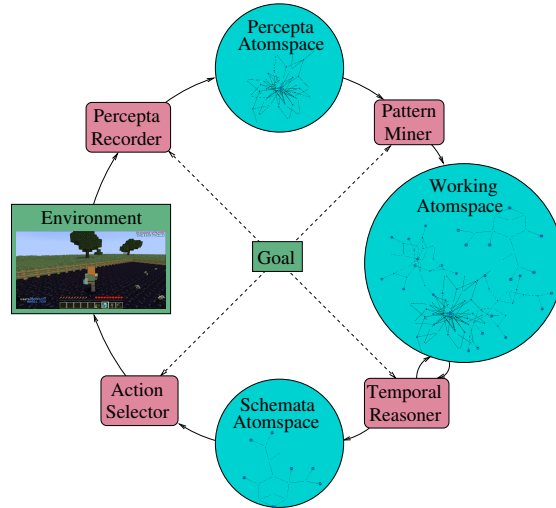 Percepta
Atomspace
Percepta
Recorder
Pattern
Miner
Environment
Working
Atomspace
Goal
Action
Selector
Schemata
Atomspace
Temporal
Reasoner